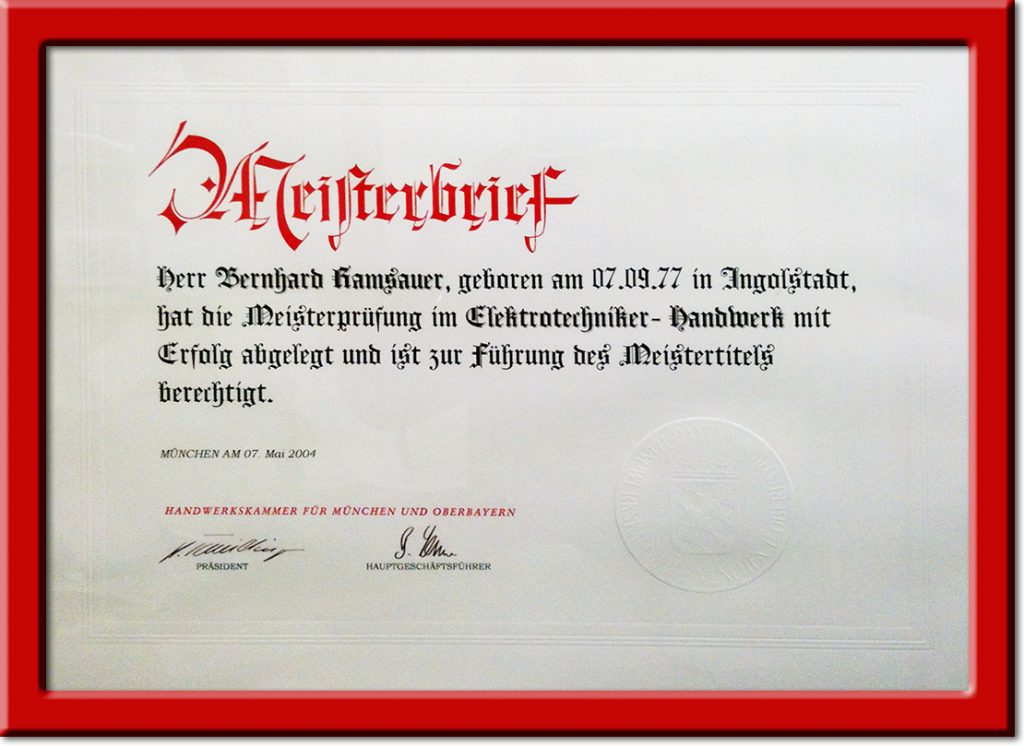 Meisterbrief
Herr Bernhard Ramsauer, geboren am 07.09.77 in Ingolstadt,
hat die Meisterprüfung im Elektrotechniker- Handwerk mit
Erfolg abgelegt und ist zur Führung des Meistertitels
berechtigt.
MÜNCHEN AM 07. Mai 2004
HANDWERKSKAMMER FÜR MÜNCHEN UND OBERBAYERN
PRÄSIDENT HAUPTGESCHÄFTSFÜHRER